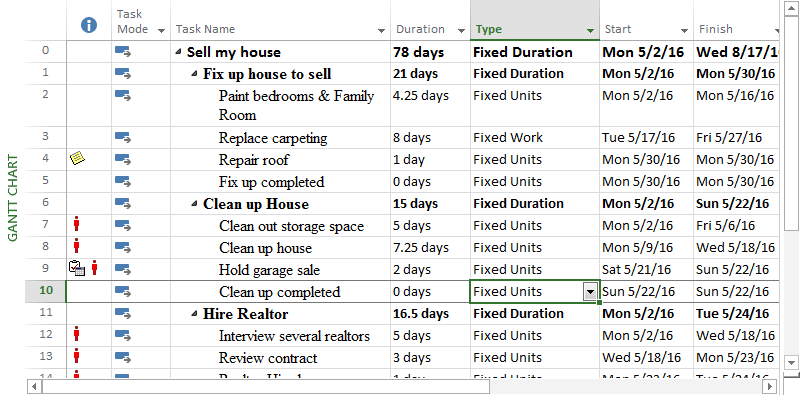 Task
Mode
Task Name
Duration
Type
Start
Finish
GANTT CHART
0 Sell my house 78 days Fixed Duration Mon 5/2/16 Wed 8/17/1
1 Fix up house to sell 21 days Fixed Duration Mon 5/2/16 Mon 5/30/16
2 Paint bedrooms & Family 4.25 days Fixed Units Mon 5/2/16 Mon 5/16/16
Room
3 Replace carpeting 8 days Fixed Work Tue 5/17/16 Fri 5/27/16
4 Repair roof 1 day Fixed Units Mon 5/30/16 Mon 5/30/16
5 Fix up completed 0 days Fixed Units Mon 5/30/16 Mon 5/30/16
6 Clean up House 15 days Fixed Duration Mon 5/2/16 Sun 5/22/16
7 Clean out storage space 5 days Fixed Units Mon 5/2/16 Fri 5/6/16
8 Clean up house 7.25 days Fixed Units Mon 5/9/16 Wed 5/18/16
9 Hold garage sale 2 days Fixed Units Sat 5/21/16 Sun 5/22/16
10 Clean up completed 0 days Fixed Units Sun 5/22/16 Sun 5/22/16
11 Hire Realtor 16.5 days Fixed Duration Mon 5/2/16 Tue 5/24/16
12 Interview several realtors 5 days Fixed Units Mon 5/2/16 Wed 5/18/16
13 Review contract 3 days Fixed Units Wed 5/18/16 Mon 5/23/16